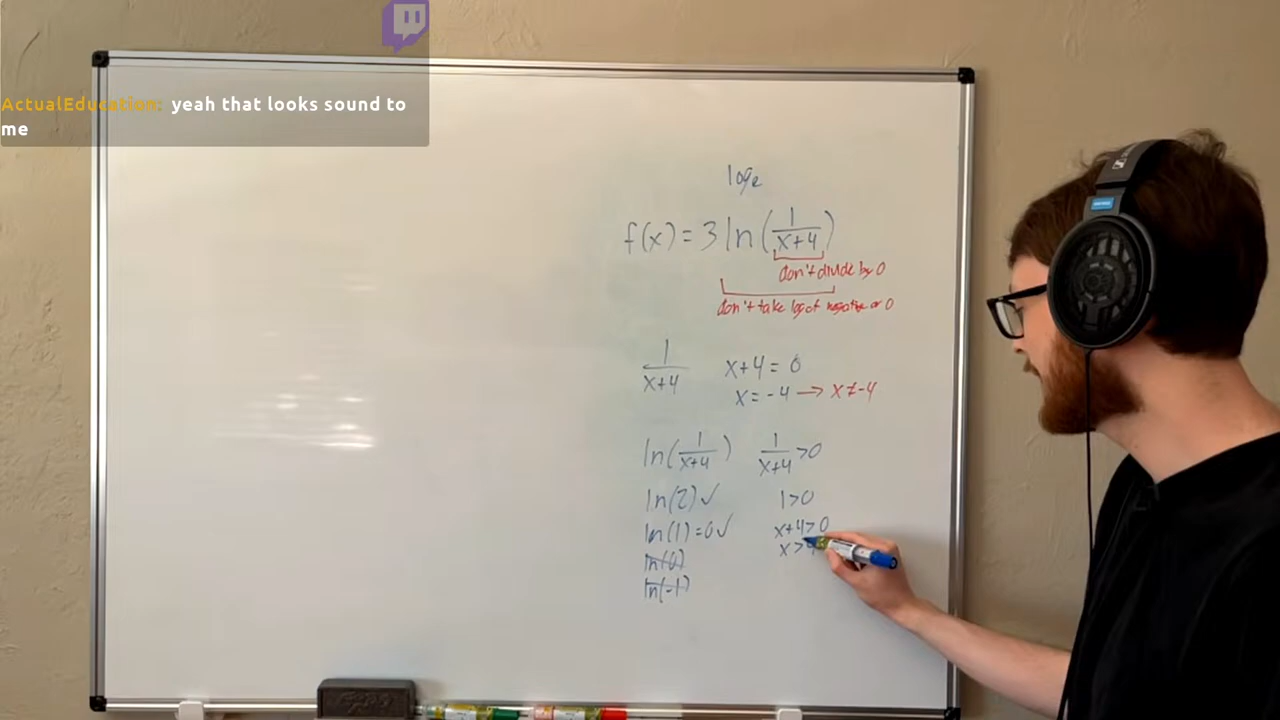 ActualEducation: yeah that looks sound to
me
logₑ
f(x) = 3 ln(1/(x+4))
don't divide by 0
don't take log of negative or 0
1/(x+4) x+4 = 0
x = -4 → x ≠ -4
ln(1/(x+4)) 1/(x+4) >0
ln(2) ✓ 1>0
ln(1)=0 ✓ x+4>0
ln(0) x>
ln(-1)